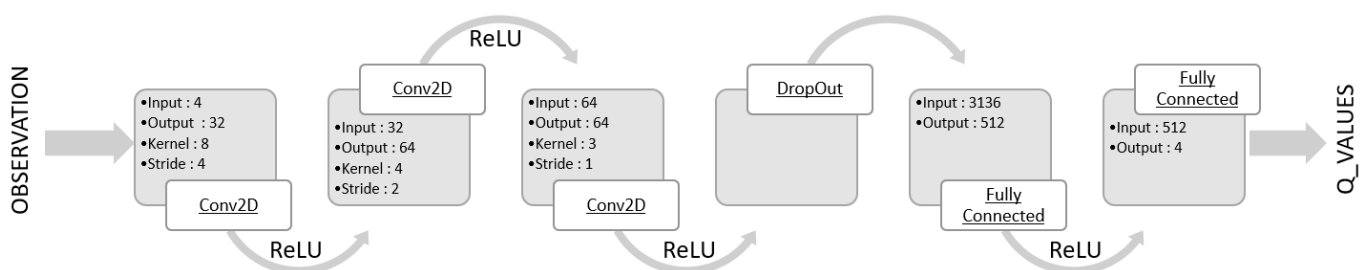 OBSERVATION
•Input : 4
•Output  : 32
•Kernel : 8
•Stride : 4
Conv2D
ReLU
Conv2D
•Input : 32
•Output : 64
•Kernel : 4
•Stride : 2
ReLU
•Input : 64
•Output : 64
•Kernel : 3
•Stride : 1
Conv2D
ReLU
DropOut
•Input : 3136
•Output : 512
Fully
Connected
ReLU
Fully
Connected
•Input : 512
•Output : 4
Q_VALUES